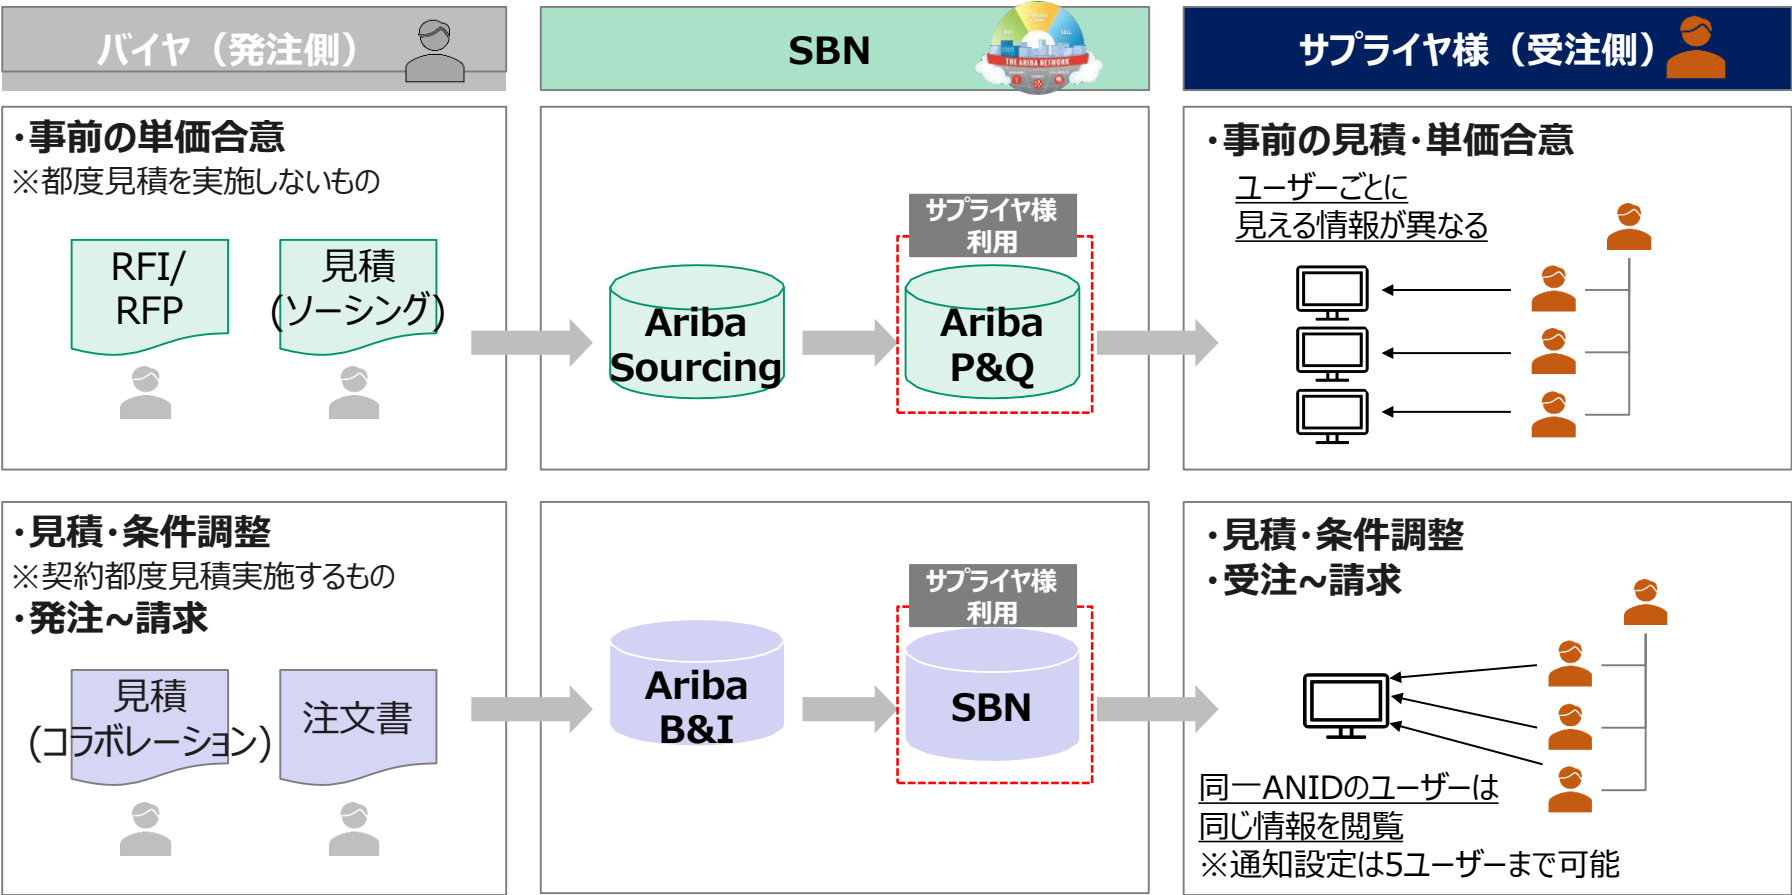 バイヤ（発注側）
SBN
BUY
SELL
THE ARIBA NETWORK
サプライヤ様（受注側）
・事前の単価合意
※都度見積を実施しないもの
RFI/
RFP
見積
(ソーシング)
Ariba
Sourcing
サプライヤ様
利用
Ariba
P&Q
・事前の見積・単価合意
ユーザーごとに
見える情報が異なる
・見積・条件調整
※契約都度見積実施するもの
・発注~請求
見積
(コラボレーション)
注文書
Ariba
B&I
サプライヤ様
利用
SBN
・見積・条件調整
・受注~請求
同一ANIDのユーザーは
同じ情報を閲覧
※通知設定は5ユーザーまで可能